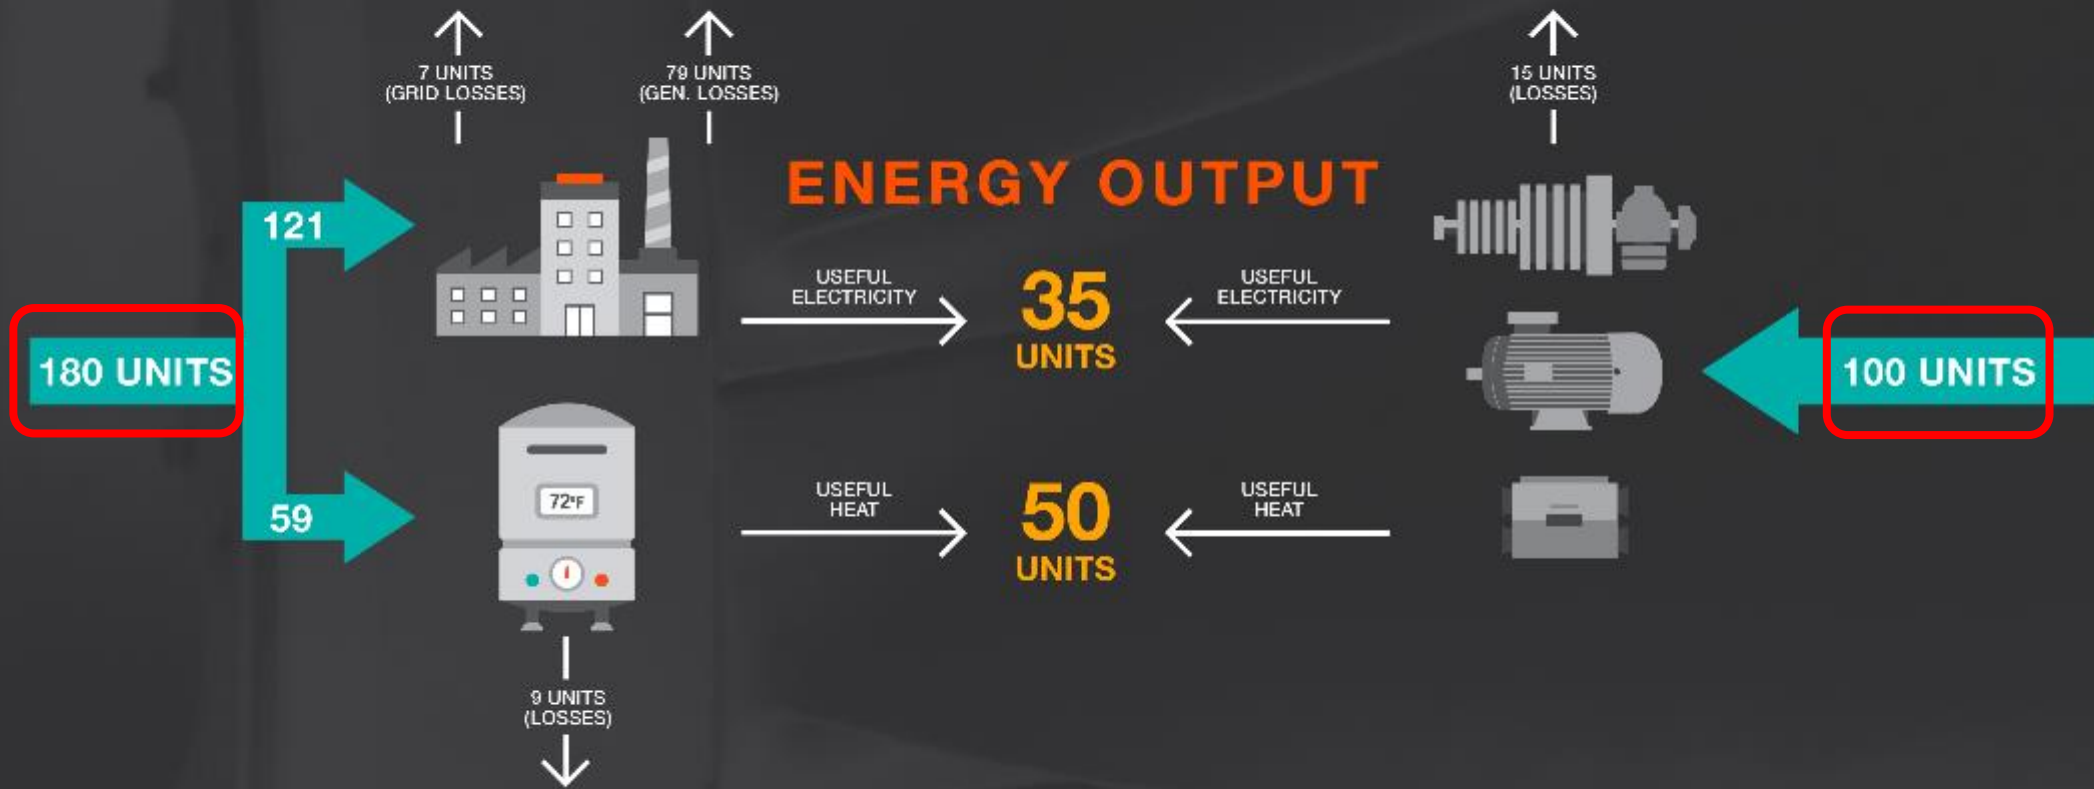 7 UNITS
(GRID LOSSES)
79 UNITS
(GEN. LOSSES)
15 UNITS
(LOSSES)
ENERGY OUTPUT
121
USEFUL
ELECTRICITY
35
UNITS
USEFUL
ELECTRICITY
180 UNITS
100 UNITS
59
72°F
USEFUL
HEAT
50
UNITS
USEFUL
HEAT
9 UNITS
(LOSSES)